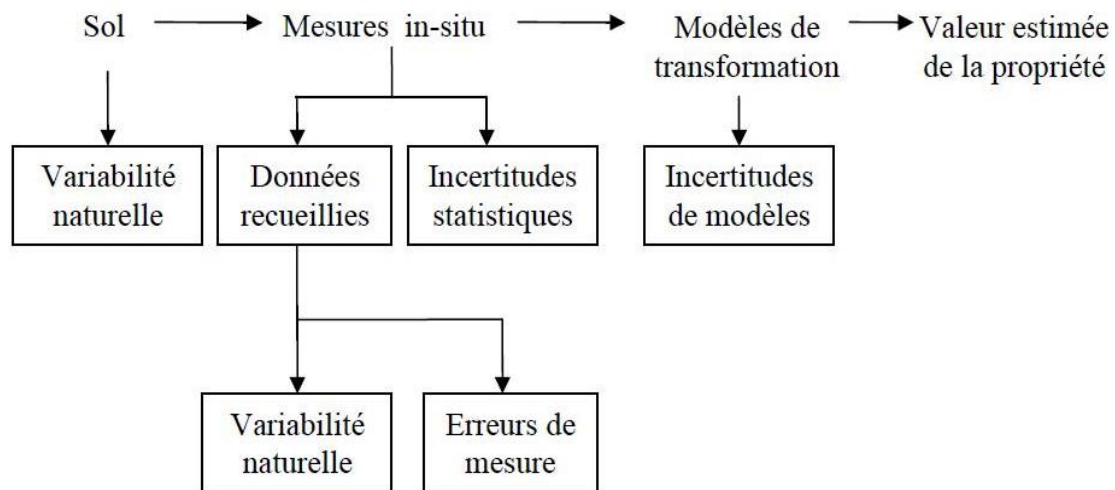 Sol
Mesures in-situ
Modèles de
transformation
Valeur estimée
de la propriété
Variabilité
naturelle
Données
recueillies
Incertitudes
statistiques
Incertitudes
de modèles
Variabilité
naturelle
Erreurs de
mesure